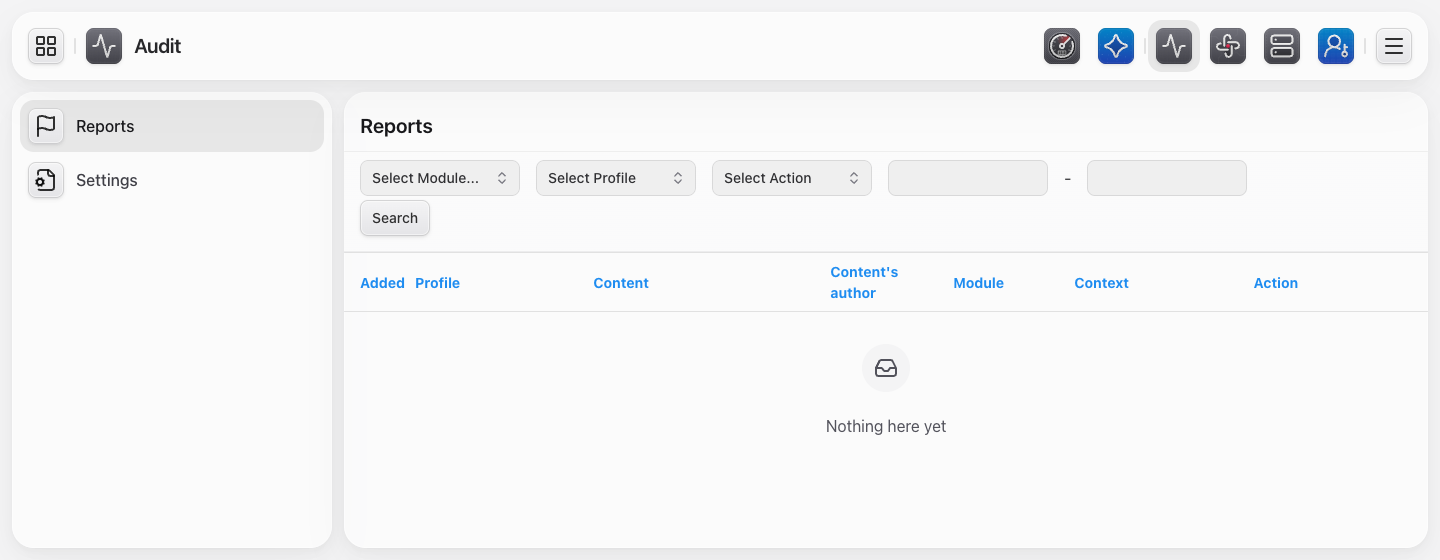 Audit
Reports
Settings
Reports
Select Module...
Select Profile
Select Action
-
Search
Added
Profile
Content
Content's
author
Module
Context
Action
Nothing here yet